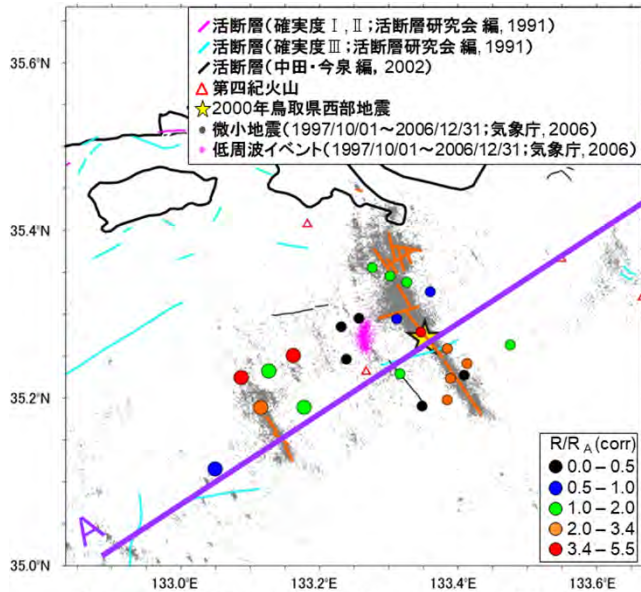 活断層(確実度Ⅰ,Ⅱ;活断層研究会 編, 1991)
活断層(確実度Ⅲ;活断層研究会 編, 1991)
活断層(中田・今泉 編, 2002)
第四紀火山
2000年鳥取県西部地震
微小地震(1997/10/01~2006/12/31;気象庁, 2006)
低周波イベント(1997/10/01~2006/12/31;気象庁, 2006)
35.6°N
35.4°N
35.2°N
35.0°N
A
R/R A (corr)
0.0 – 0.5
0.5 – 1.0
1.0 – 2.0
2.0 – 3.4
3.4 – 5.5
133.0°E
133.2°E
133.4°E
133.6°E